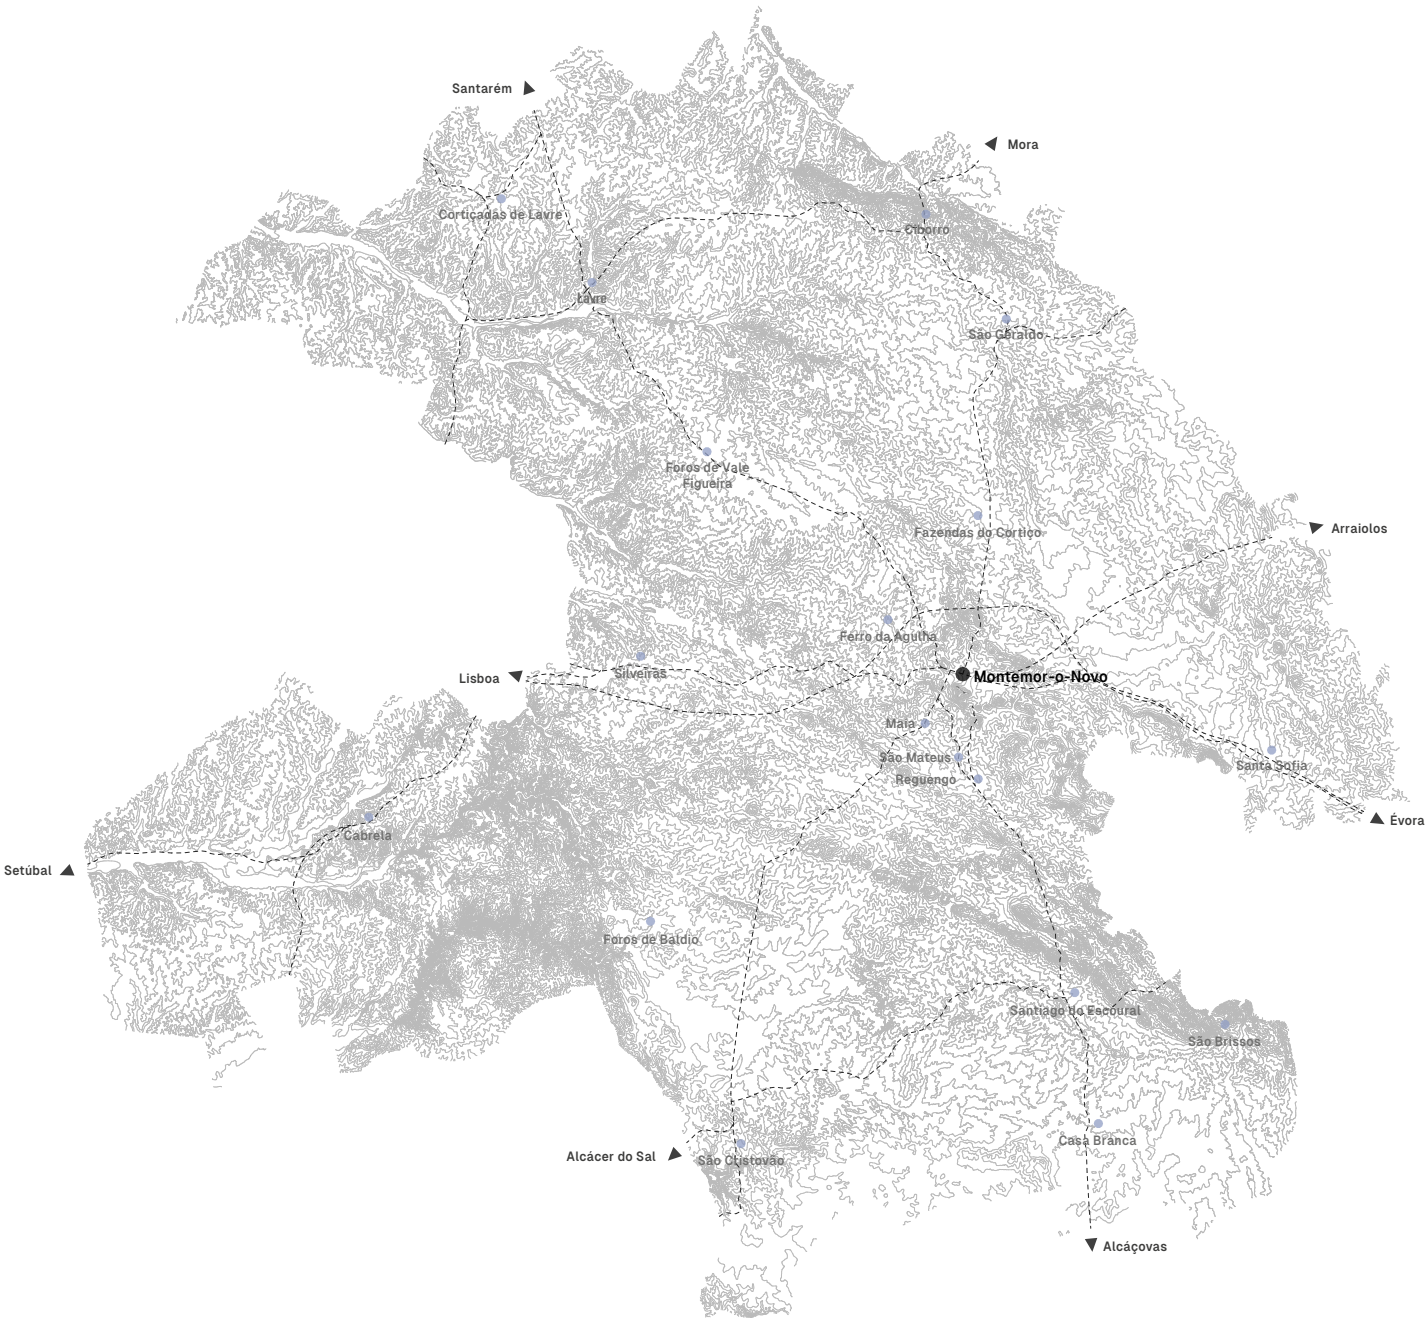 Santarém
Mora
Cortiçadas de Lavre
Ciborro
Lavre
São Geraldo
Foros de Vale
Figueira
Arraiolos
Fazendas do Cortiço
Ferro da Agulha
Silveiras
Lisboa
Montemor-o-Novo
Maia
São Mateus
Santa Sofia
Reguengo
Évora
Cabrela
Setúbal
Foros de Baldio
Santiago do Escoural
São Brissos
Casa Branca
Alcácer do Sal
São Cristovão
Alcáçovas